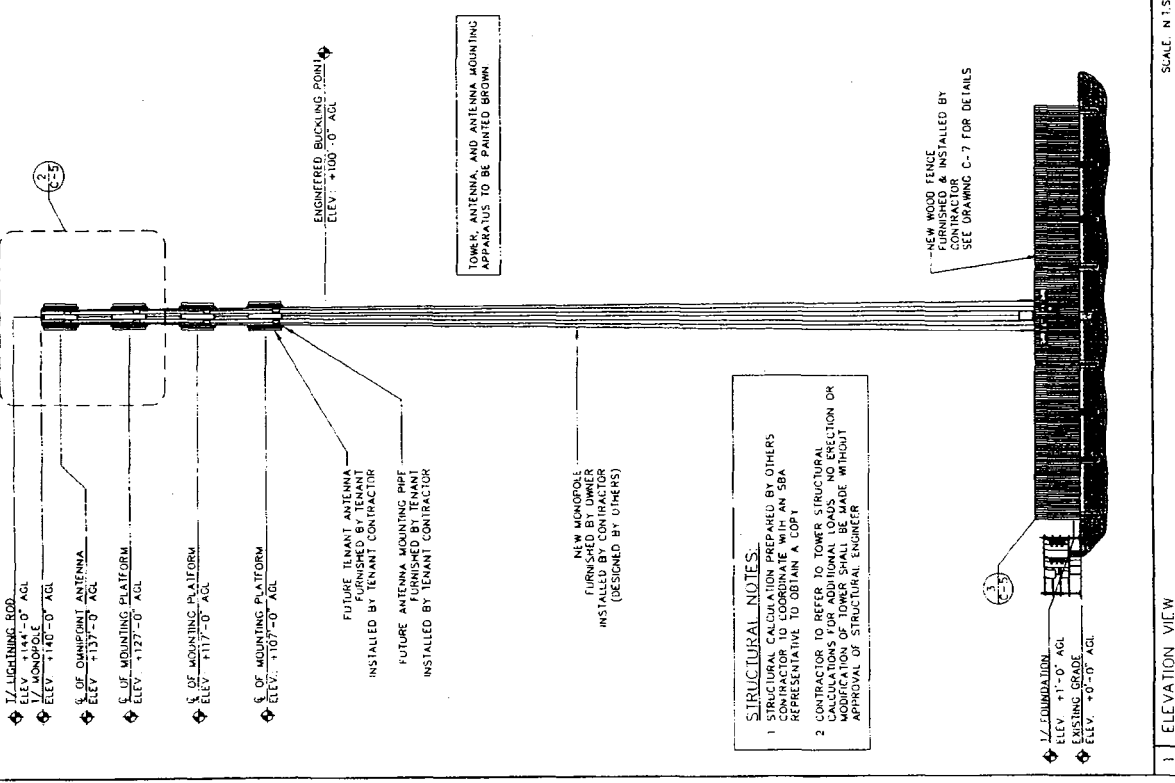 T/ LIGHTNING ROD
ELEV +144'-0" AGL
T/ MONOPOLE
ELEV. +140'-0" AGL
℄ OF OMNIPOINT ANTENNA
ELEV +137'-0" AGL
℄ OF MOUNTING PLATFORM
ELEV. +127'-0" AGL
℄ OF MOUNTING PLATFORM
ELEV. +117'-0" AGL
℄ OF MOUNTING PLATFORM
ELEV. +107'-0" AGL
2
C-5
ENGINEERED BUCKLING POINT
ELEV. +100'-0" AGL
TOWER, ANTENNA, AND ANTENNA MOUNTING
APPARATUS TO BE PAINTED BROWN
FUTURE TENANT ANTENNA
FURNISHED BY TENANT
INSTALLED BY TENANT CONTRACTOR
FUTURE ANTENNA MOUNTING PIPE
FURNISHED BY TENANT
INSTALLED BY TENANT CONTRACTOR
NEW MONOPOLE
FURNISHED BY OWNER
INSTALLED BY CONTRACTOR
(DESIGNED BY OTHERS)
STRUCTURAL NOTES:
1 STRUCTURAL CALCULATION PREPARED BY OTHERS
CONTRACTOR TO COORDINATE WITH AN SBA
REPRESENTATIVE TO OBTAIN A COPY
2 CONTRACTOR TO REFER TO TOWER STRUCTURAL
CALCULATIONS FOR ADDITIONAL LOADS. NO ERECTION OR
MODIFICATION OF TOWER SHALL BE MADE WITHOUT
APPROVAL OF STRUCTURAL ENGINEER
NEW WOOD FENCE
FURNISHED & INSTALLED BY
CONTRACTOR
SEE DRAWING C-7 FOR DETAILS
3
C-5
T/ FOUNDATION
ELEV. +1'-0" AGL
EXISTING GRADE
ELEV. +0'-0" AGL
1 ELEVATION VIEW
SCALE: N.T.S